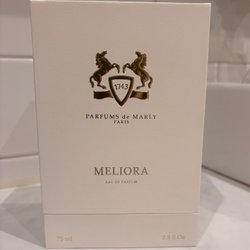 1743
PARFUMS de MARLY
PARIS
MELIORA
EAU DE PARFUM
75 ml 2.5 fl.Oz